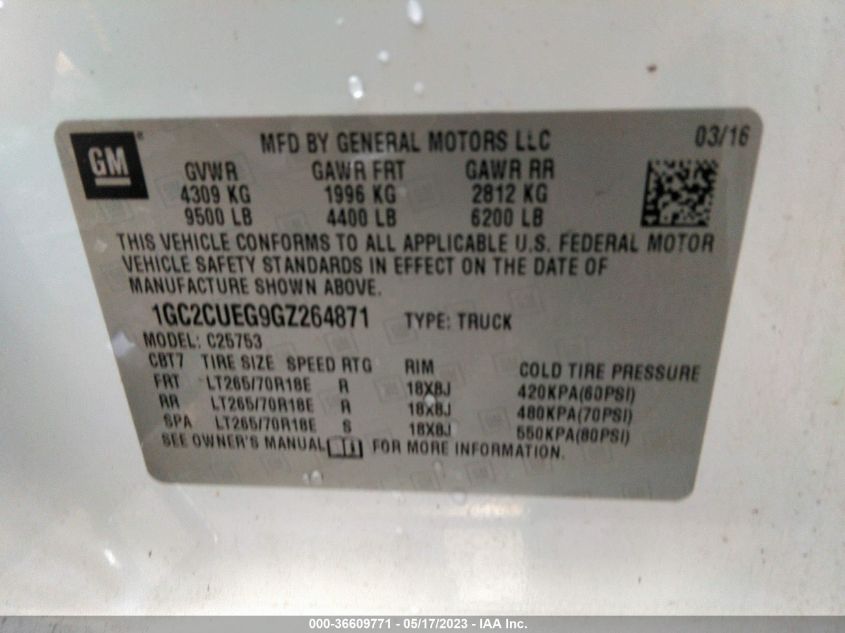 GM
MFD BY GENERAL MOTORS LLC
03/16
GVWR GAWR FRT GAWR RR
4309 KG 1996 KG 2812 KG
9500 LB 4400 LB 6200 LB
THIS VEHICLE CONFORMS TO ALL APPLICABLE U.S. FEDERAL MOTOR
VEHICLE SAFETY STANDARDS IN EFFECT ON THE DATE OF
MANUFACTURE SHOWN ABOVE.
1GC2CUEG9GZ264871 TYPE: TRUCK
MODEL: C25753
CBT7 TIRE SIZE SPEED RTG RIM COLD TIRE PRESSURE
FRT LT265/70R18E R 18X8J 420KPA(60PSI)
RR LT265/70R18E R 18X8J 480KPA(70PSI)
SPA LT265/70R18E S 18X8J 550KPA(80PSI)
SEE OWNER'S MANUAL FOR MORE INFORMATION.
000-36609771 - 05/17/2023 - IAA Inc.